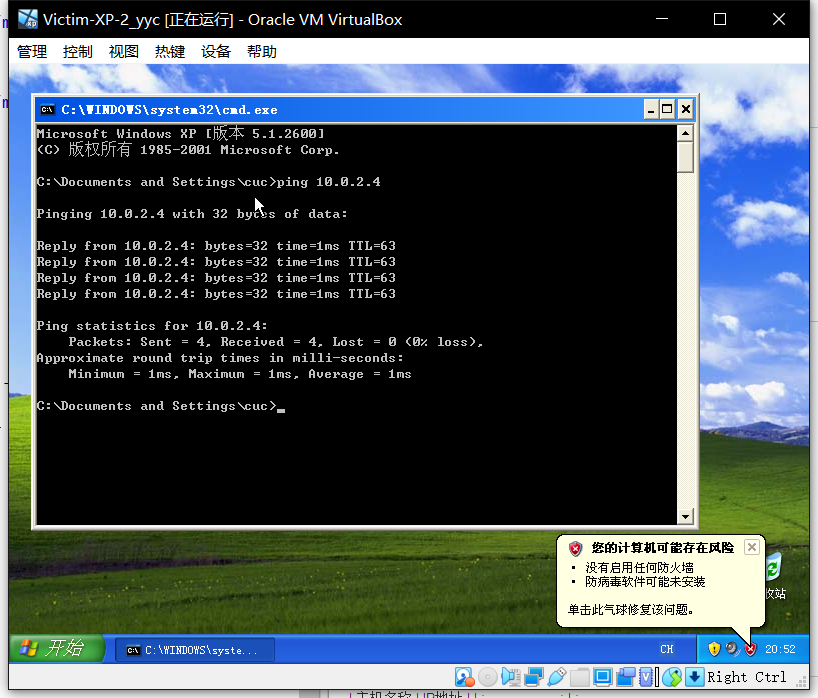 Victim-XP-2_yyc [正在运行] - Oracle VM VirtualBox
管理 控制 视图 热键 设备 帮助
C:\WINDOWS\system32\cmd.exe
Microsoft Windows XP [版本 5.1.2600]
(C) 版权所有 1985-2001 Microsoft Corp.
C:\Documents and Settings\cuc>ping 10.0.2.4
Pinging 10.0.2.4 with 32 bytes of data:
Reply from 10.0.2.4: bytes=32 time=1ms TTL=63
Reply from 10.0.2.4: bytes=32 time=1ms TTL=63
Reply from 10.0.2.4: bytes=32 time=1ms TTL=63
Reply from 10.0.2.4: bytes=32 time=1ms TTL=63
Ping statistics for 10.0.2.4:
Packets: Sent = 4, Received = 4, Lost = 0 (0% loss),
Approximate round trip times in milli-seconds:
Minimum = 1ms, Maximum = 1ms, Average = 1ms
C:\Documents and Settings\cuc>
您的计算机可能存在风险
• 没有启用任何防火墙
• 防病毒软件可能未安装
单击此气球修复该问题。
收站
开始
C:\WINDOWS\syste...
CH
20:52
Right Ctrl